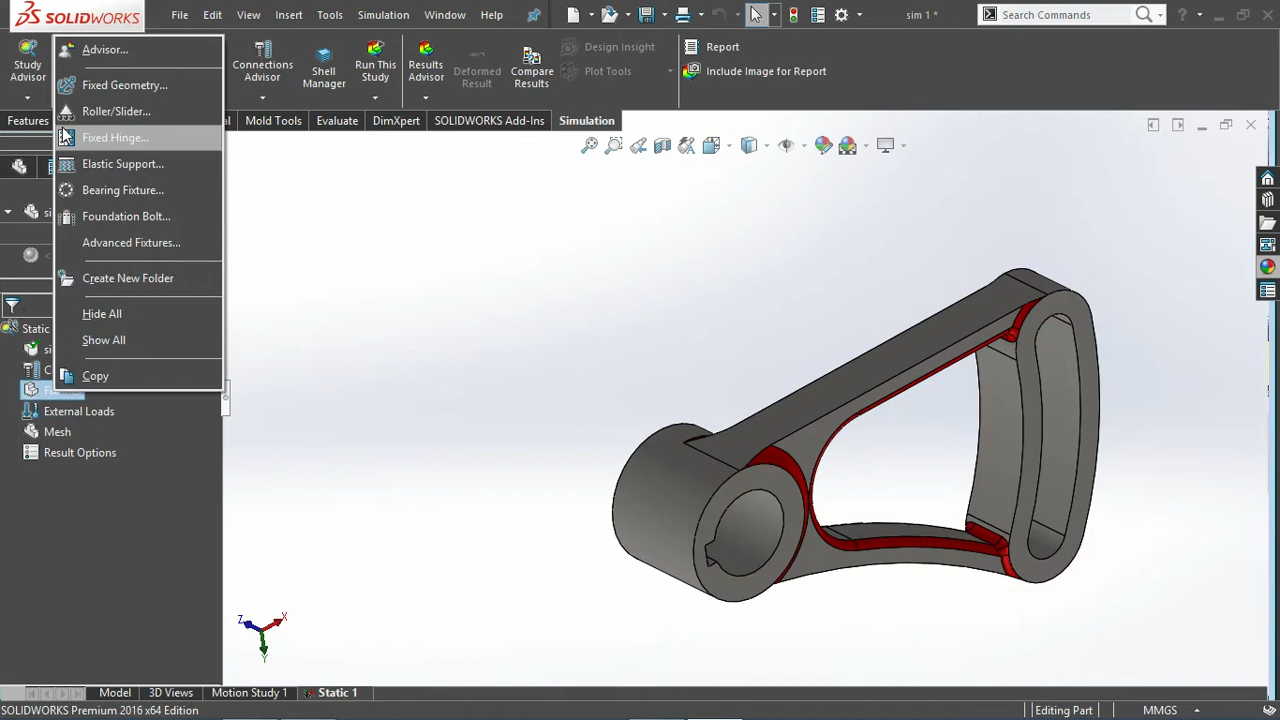 SOLIDWORKS
File
Edit
View
Insert
Tools
Simulation
Window
Help
sim 1 *
Search Commands
?
Study
Advisor
Connections
Advisor
Shell
Manager
Run This
Study
Results
Advisor
Deformed
Result
Compare
Results
Design Insight
Plot Tools
Report
Include Image for Report
Features
Mold Tools
Evaluate
DimXpert
SOLIDWORKS Add-Ins
Simulation
Advisor...
Fixed Geometry...
Roller/Slider...
Fixed Hinge...
Elastic Support...
Bearing Fixture...
Foundation Bolt...
Advanced Fixtures...
Create New Folder
Hide All
Show All
Copy
Static
External Loads
Mesh
Result Options
Z
X
Y
Model
3D Views
Motion Study 1
Static 1
SOLIDWORKS Premium 2016 x64 Edition
Editing Part
MMGS